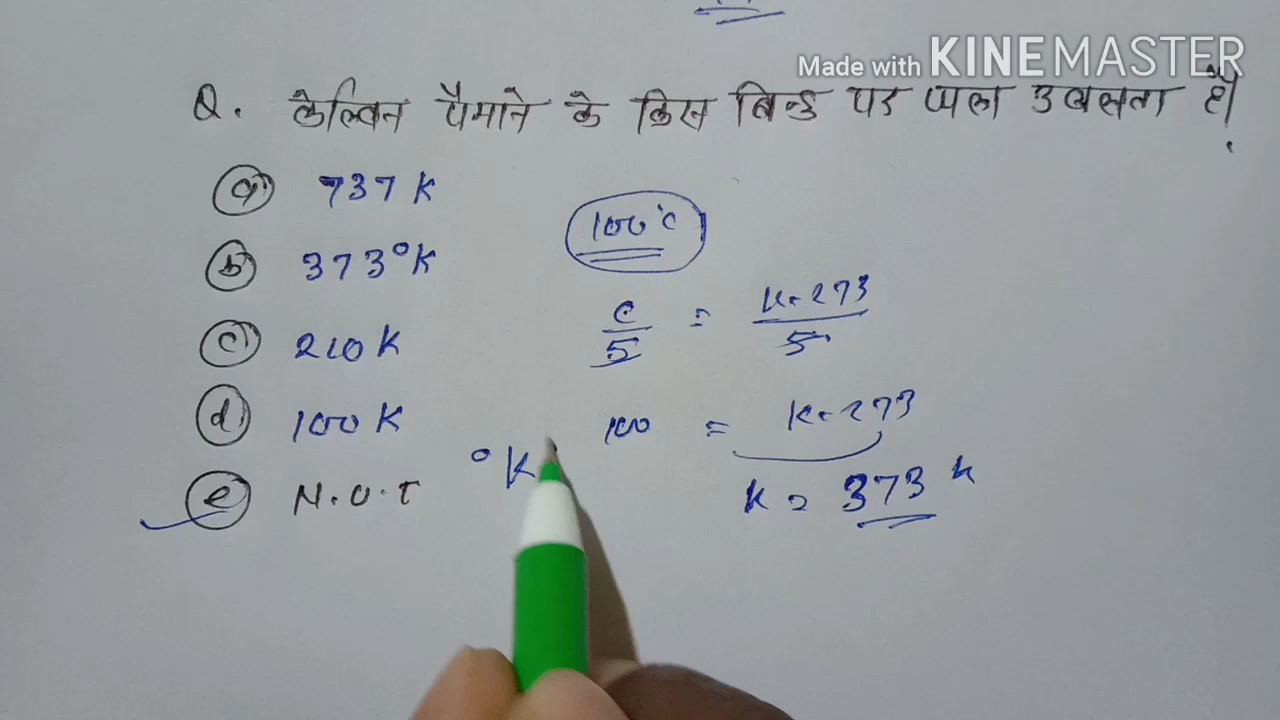 Made with KINEMASTER
Q. केल्विन पैमाने के किस बिन्दु पर जल उबलता है?
(a) 737 K
(b) 373°K
(c) 210 K
(d) 100 K
(e) N.O.T
100°C
C/5 = K-273/5
100 = K-273
°K
K = 373 K